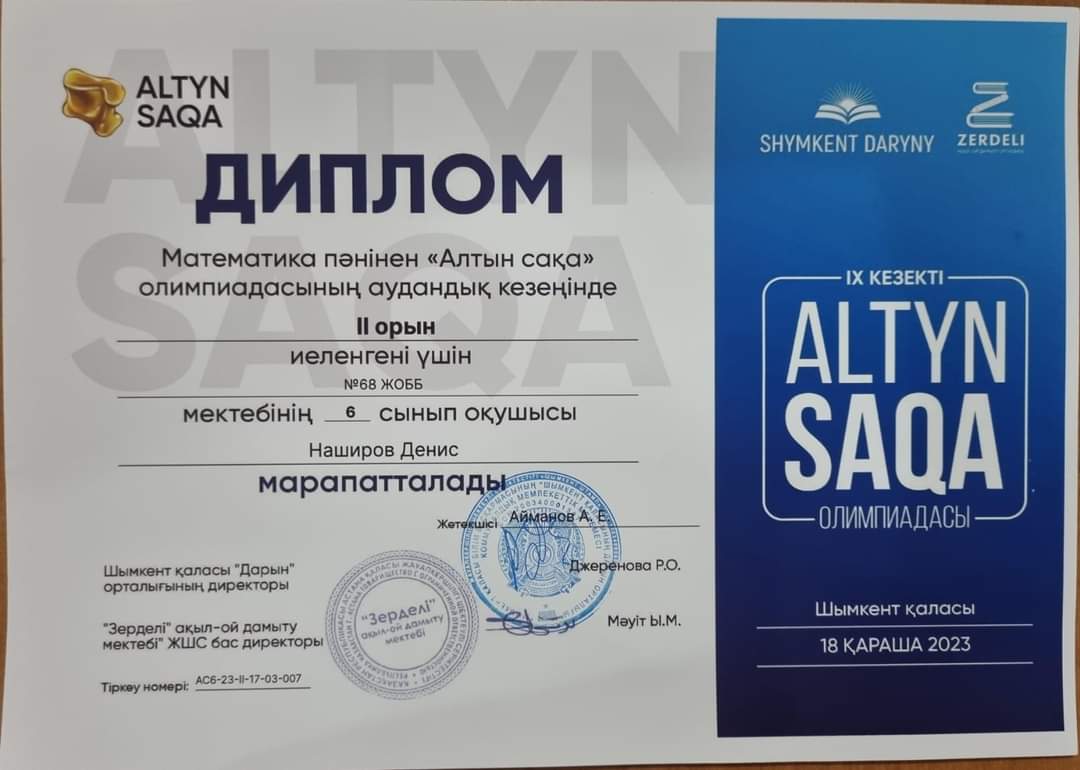 ALTYN
SAQA
ДИПЛОМ
Математика пәнінен «Алтын сақа»
олимпиадасының аудандық кезеңінде
II орын
иеленгені үшін
№68 ЖОББ
мектебінің 6 сынып оқушысы
Наширов Денис
марапатталады
Жетекшісі Айманов А. Е.
Шымкент қаласы "Дарын"
орталығының директоры
Джеренова Р.О.
"Зерделі" ақыл-ой дамыту
мектебі" ЖШС бас директоры
Мәуіт Ы.М.
"Зерделі"
ақыл-ой дамыту
мектебі
Тіркеу номері: АС6-23-II-17-03-007
SHYMKENT DARYNY
ZERDELI
IX КЕЗЕКТІ
ALTYN
SAQA
ОЛИМПИАДАСЫ
Шымкент қаласы
18 ҚАРАША 2023
ALTYN
SAQA